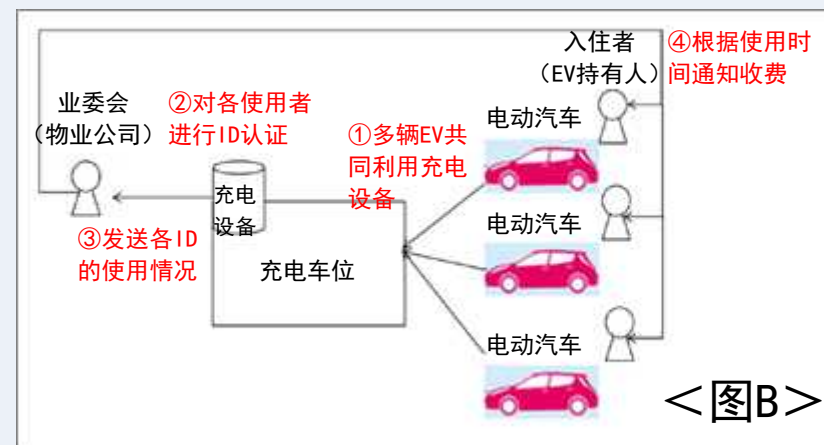 入住者
（EV持有人）
④根据使用时
间通知收费
业委会
（物业公司）
②对各使用者
进行ID认证
①多辆EV共
同利用充电
设备
电动汽车
充电
设备
③发送各ID
的使用情况
充电车位
电动汽车
电动汽车
＜图B＞